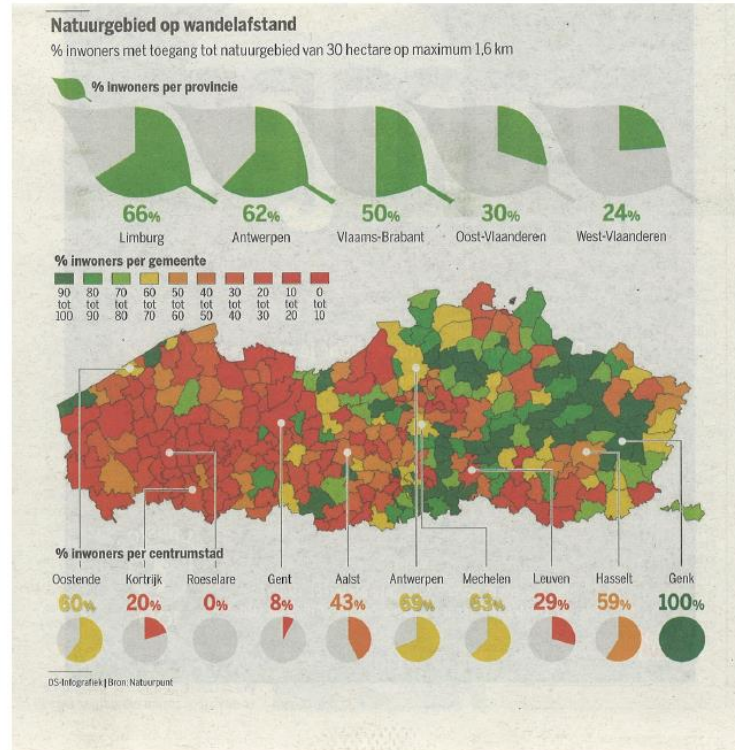 Natuurgebied op wandelafstand
% inwoners met toegang tot natuurgebied van 30 hectare op maximum 1,6 km
% inwoners per provincie
66% 62% 50% 30% 24%
Limburg Antwerpen Vlaams-Brabant Oost-Vlaanderen West-Vlaanderen
% inwoners per gemeente
90 80 70 60 50 40 30 20 10 0
tot tot tot tot tot tot tot tot tot tot
100 90 80 70 60 50 40 30 20 10
% inwoners per centrumstad
Oostende Kortrijk Roeselare Gent Aalst Antwerpen Mechelen Leuven Hasselt Genk
60% 20% 0% 8% 43% 69% 63% 29% 59% 100%
DS-Infografiek | Bron: Natuurpunt